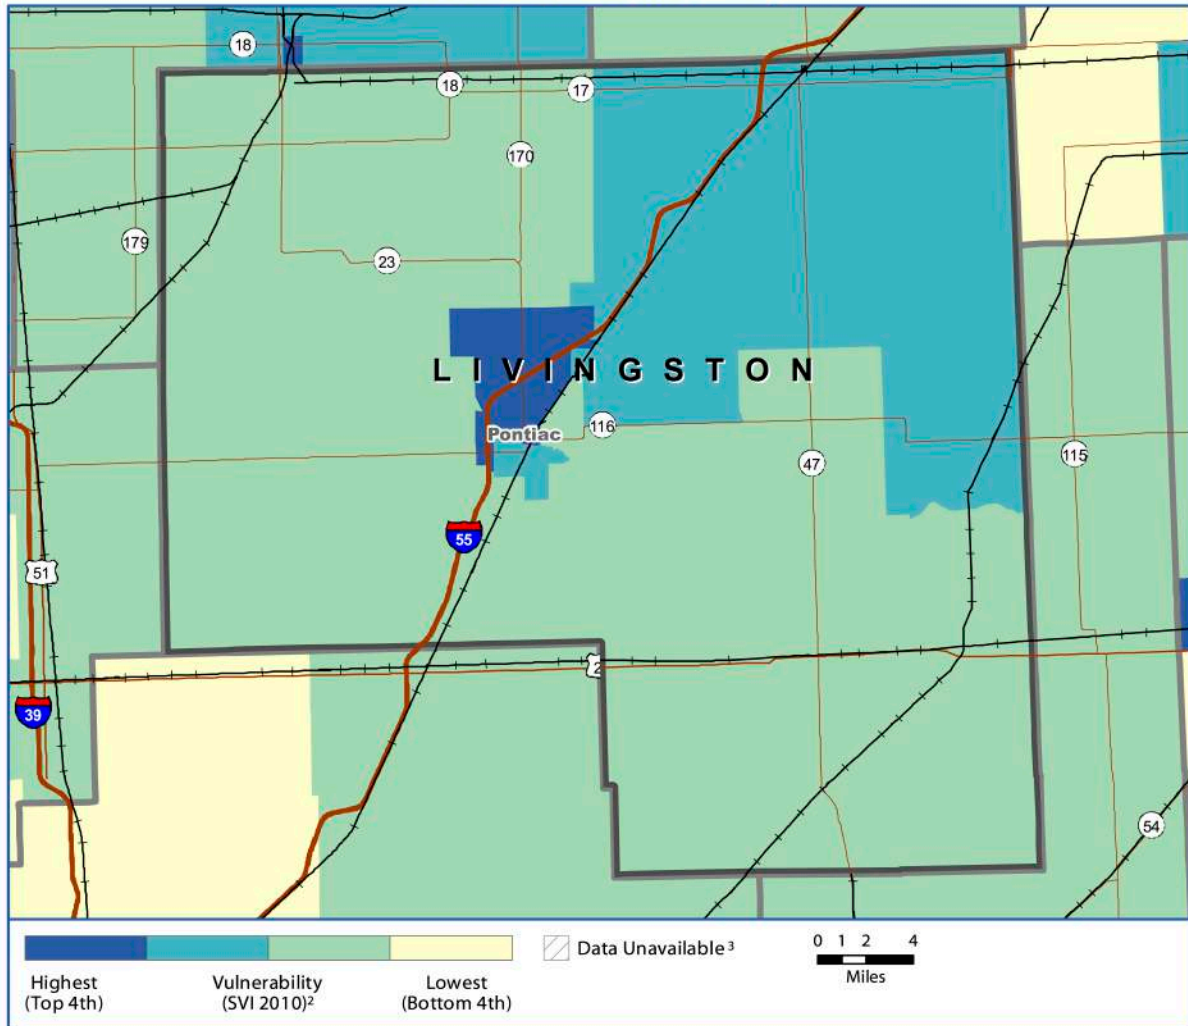 18
18
17
170
179
23
LIVINGSTON
116
Pontiac
47
115
55
51
2
39
54
Highest
(Top 4th)
Vulnerability
(SVI 2010)²
Lowest
(Bottom 4th)
Data Unavailable³
0 1 2 4
Miles